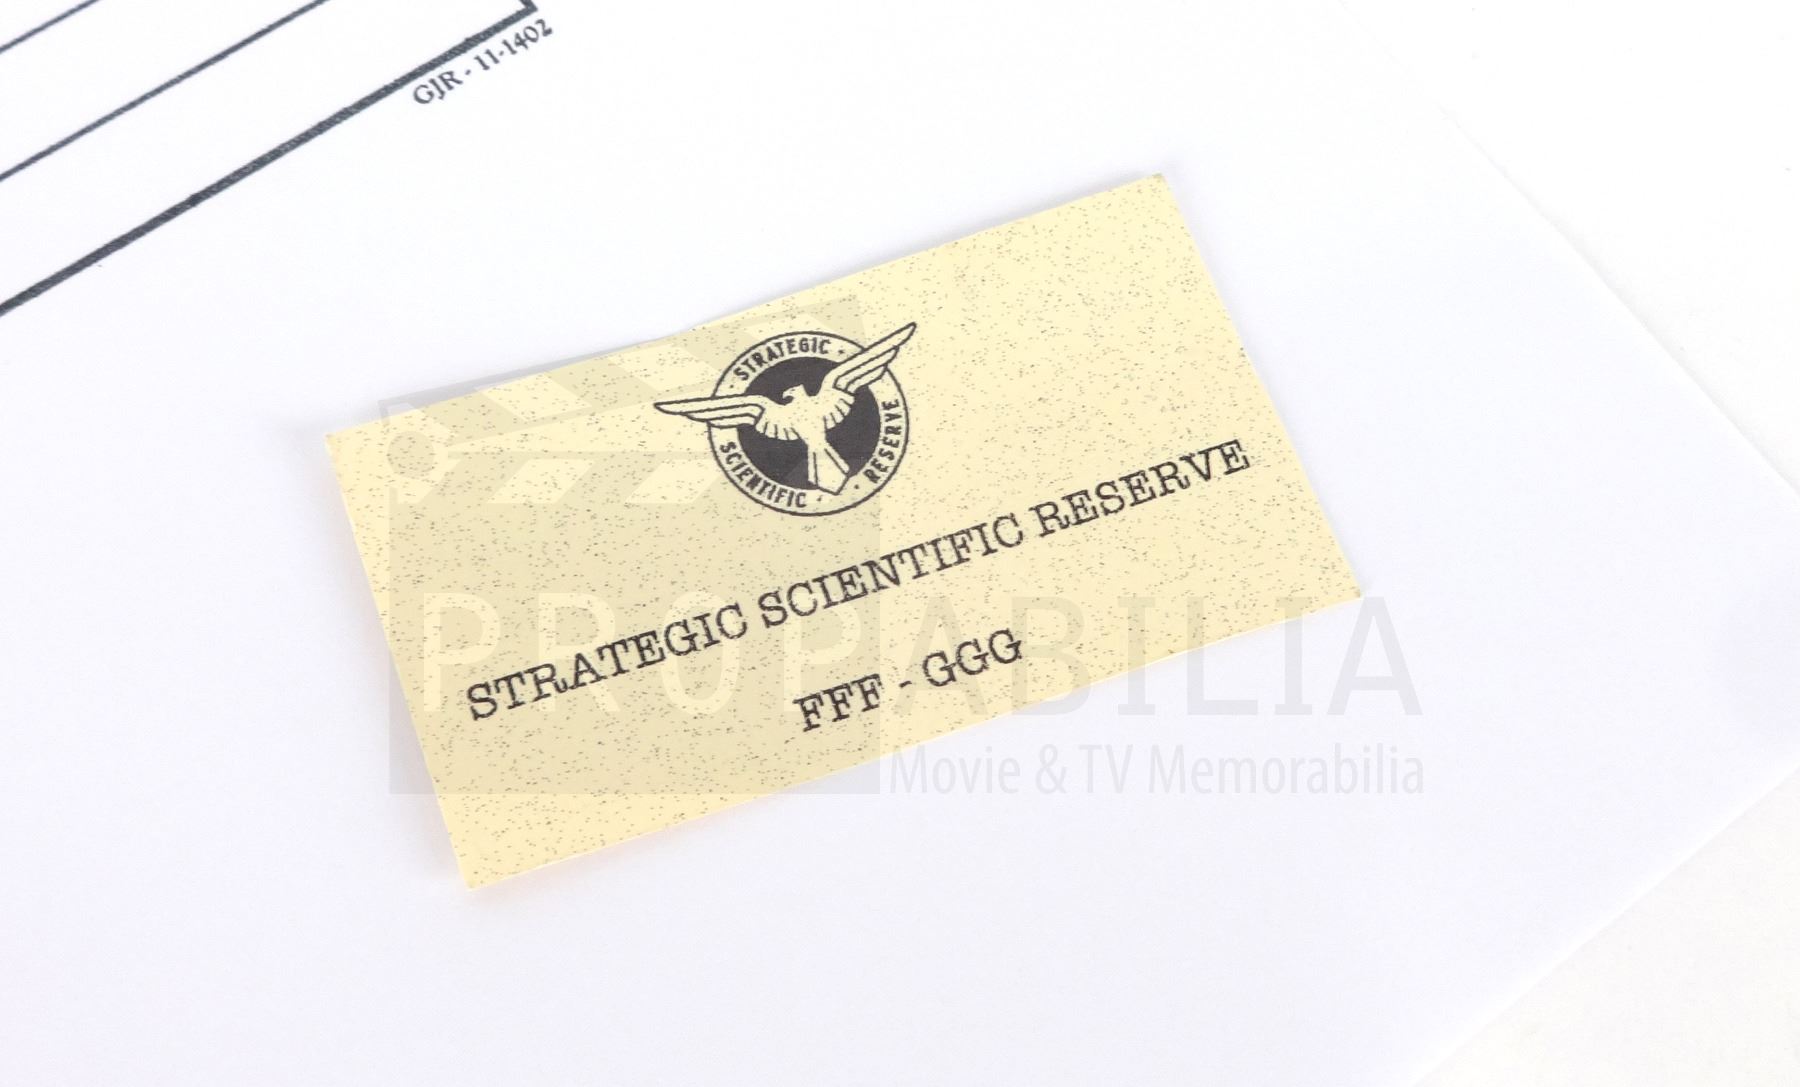 GJR - 11-1402
STRATEGIC
SCIENTIFIC
RESERVE
STRATEGIC SCIENTIFIC RESERVE
FFF - GGG
PROPABILIA
Movie & TV Memorabilia